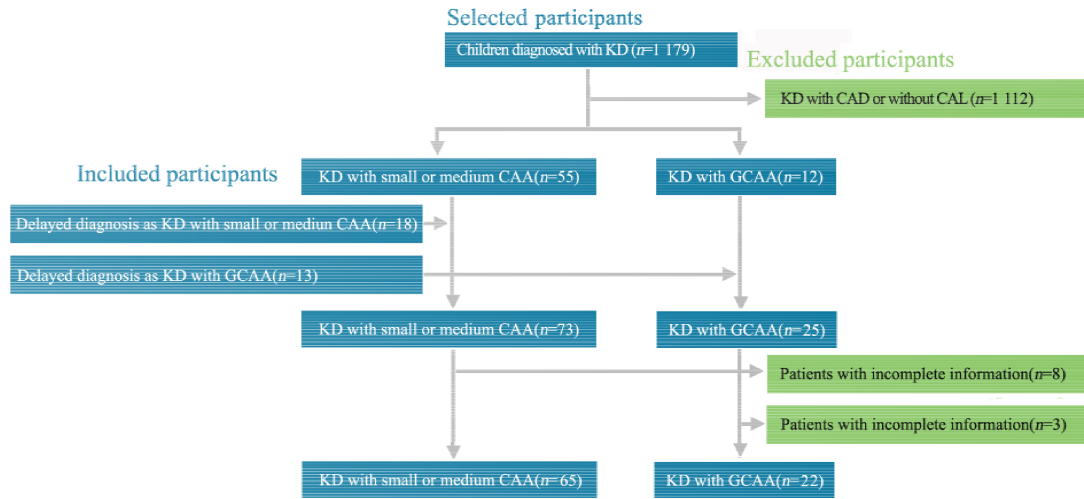 Selected participants
Children diagnosed with KD (n=1 179)
Excluded participants
KD with CAD or without CAL (n=1 112)
Included participants
KD with small or medium CAA(n=55)
KD with GCAA(n=12)
Delayed diagnosis as KD with small or mediun CAA(n=18)
Delayed diagnosis as KD with GCAA(n=13)
KD with small or medium CAA(n=73)
KD with GCAA(n=25)
Patients with incomplete information(n=8)
Patients with incomplete information(n=3)
KD with small or medium CAA(n=65)
KD with GCAA(n=22)